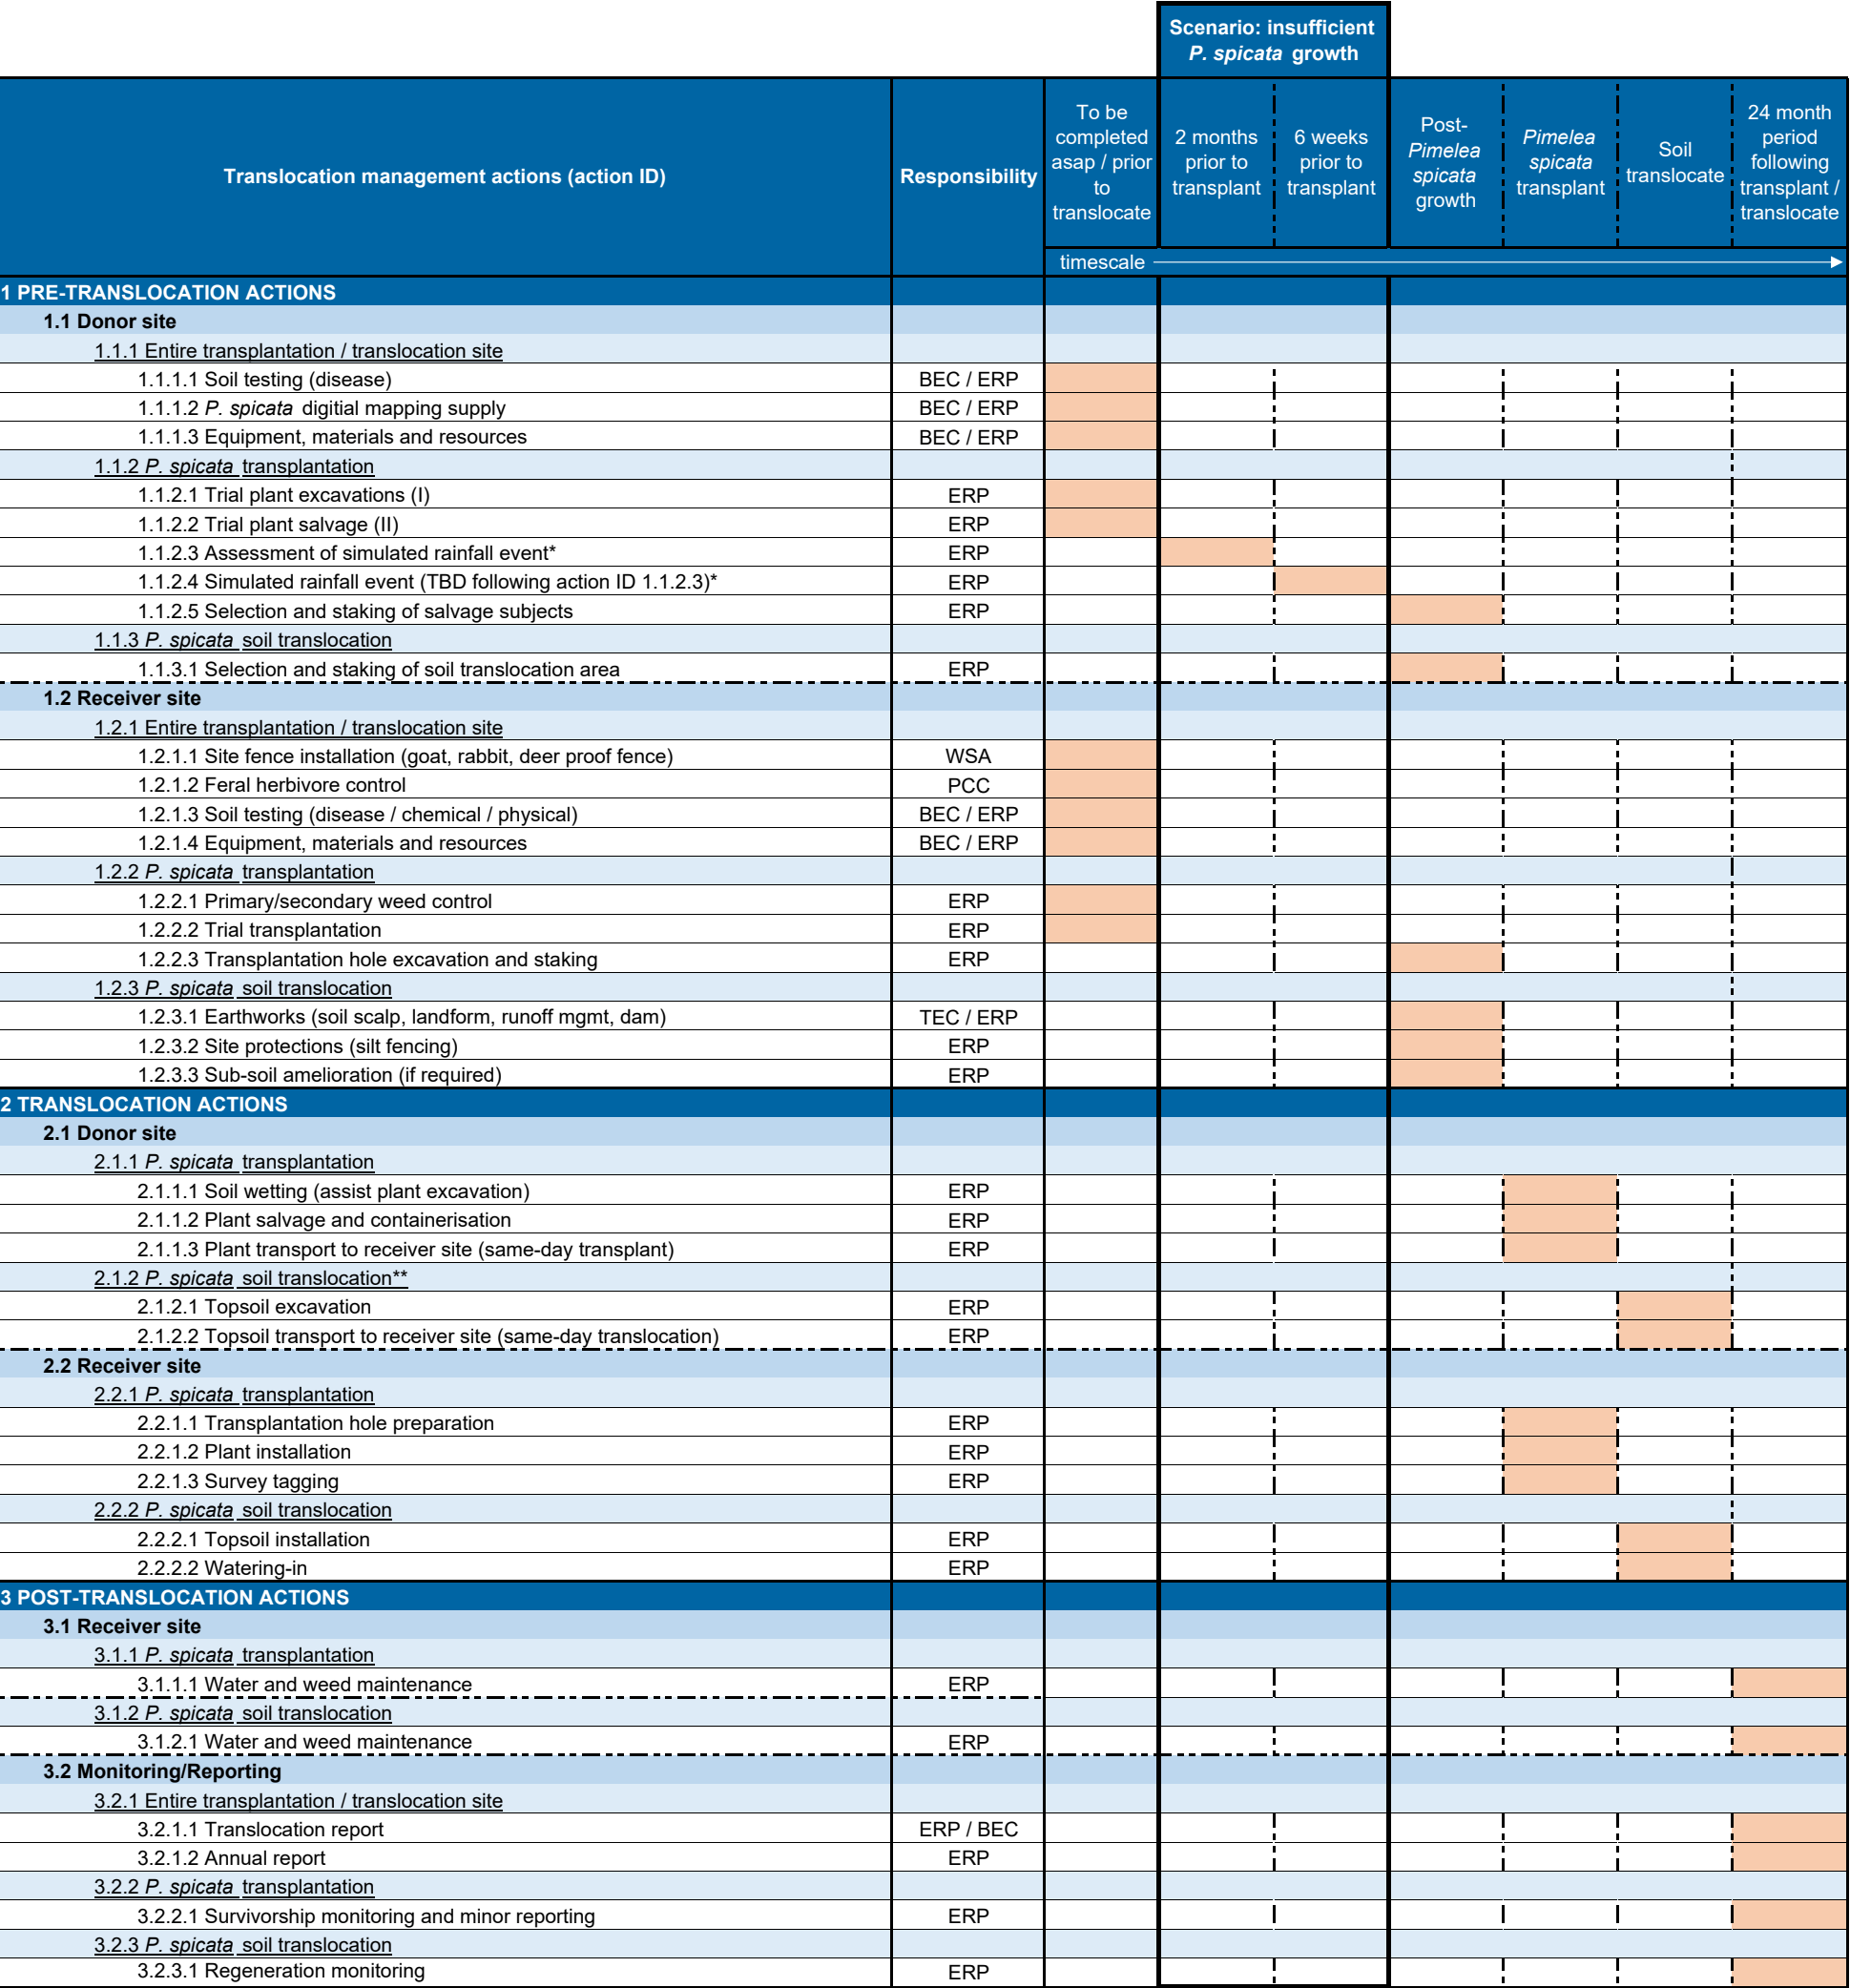 Scenario: insufficient
P. spicata growth
Translocation management actions (action ID)
Responsibility
To be
completed
asap / prior
to
translocate
2 months
prior to
transplant
6 weeks
prior to
transplant
Post-
Pimelea
spicata
growth
Pimelea
spicata
transplant
Soil
translocate
24 month
period
following
transplant /
translocate
timescale
1 PRE-TRANSLOCATION ACTIONS
1.1 Donor site
1.1.1 Entire transplantation / translocation site
1.1.1.1 Soil testing (disease) BEC / ERP
1.1.1.2 P. spicata digitial mapping supply BEC / ERP
1.1.1.3 Equipment, materials and resources BEC / ERP
1.1.2 P. spicata transplantation
1.1.2.1 Trial plant excavations (I) ERP
1.1.2.2 Trial plant salvage (II) ERP
1.1.2.3 Assessment of simulated rainfall event* ERP
1.1.2.4 Simulated rainfall event (TBD following action ID 1.1.2.3)* ERP
1.1.2.5 Selection and staking of salvage subjects ERP
1.1.3 P. spicata soil translocation
1.1.3.1 Selection and staking of soil translocation area ERP
1.2 Receiver site
1.2.1 Entire transplantation / translocation site
1.2.1.1 Site fence installation (goat, rabbit, deer proof fence) WSA
1.2.1.2 Feral herbivore control PCC
1.2.1.3 Soil testing (disease / chemical / physical) BEC / ERP
1.2.1.4 Equipment, materials and resources BEC / ERP
1.2.2 P. spicata transplantation
1.2.2.1 Primary/secondary weed control ERP
1.2.2.2 Trial transplantation ERP
1.2.2.3 Transplantation hole excavation and staking ERP
1.2.3 P. spicata soil translocation
1.2.3.1 Earthworks (soil scalp, landform, runoff mgmt, dam) TEC / ERP
1.2.3.2 Site protections (silt fencing) ERP
1.2.3.3 Sub-soil amelioration (if required) ERP
2 TRANSLOCATION ACTIONS
2.1 Donor site
2.1.1 P. spicata transplantation
2.1.1.1 Soil wetting (assist plant excavation) ERP
2.1.1.2 Plant salvage and containerisation ERP
2.1.1.3 Plant transport to receiver site (same-day transplant) ERP
2.1.2 P. spicata soil translocation**
2.1.2.1 Topsoil excavation ERP
2.1.2.2 Topsoil transport to receiver site (same-day translocation) ERP
2.2 Receiver site
2.2.1 P. spicata transplantation
2.2.1.1 Transplantation hole preparation ERP
2.2.1.2 Plant installation ERP
2.2.1.3 Survey tagging ERP
2.2.2 P. spicata soil translocation
2.2.2.1 Topsoil installation ERP
2.2.2.2 Watering-in ERP
3 POST-TRANSLOCATION ACTIONS
3.1 Receiver site
3.1.1 P. spicata transplantation
3.1.1.1 Water and weed maintenance ERP
3.1.2 P. spicata soil translocation
3.1.2.1 Water and weed maintenance ERP
3.2 Monitoring/Reporting
3.2.1 Entire transplantation / translocation site
3.2.1.1 Translocation report ERP / BEC
3.2.1.2 Annual report ERP
3.2.2 P. spicata transplantation
3.2.2.1 Survivorship monitoring and minor reporting ERP
3.2.3 P. spicata soil translocation
3.2.3.1 Regeneration monitoring ERP